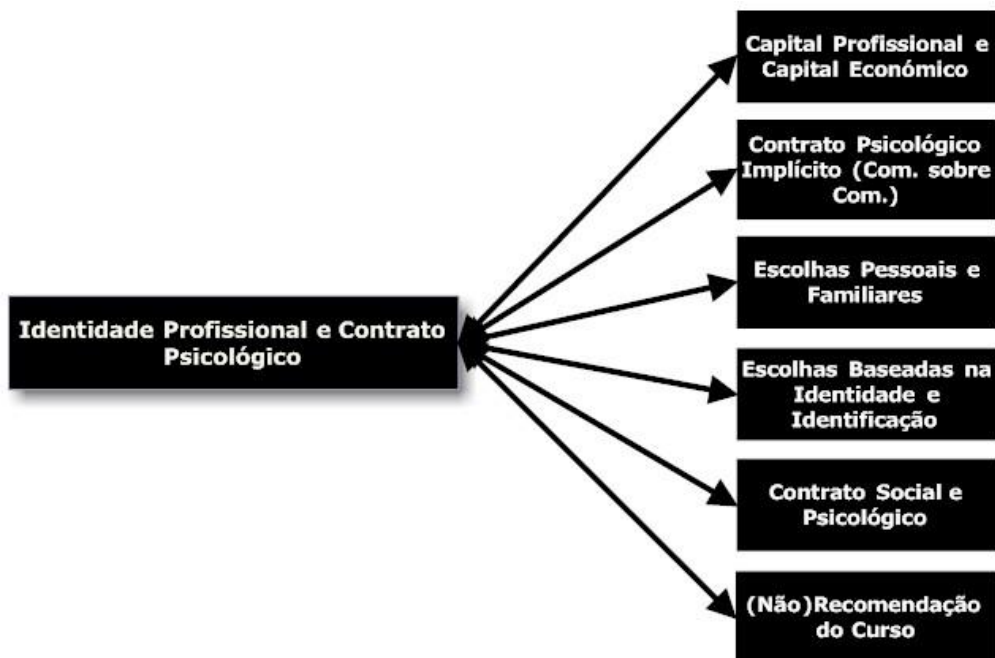 Capital Profissional e
Capital Económico
Contrato Psicológico
Implícito (Com. sobre
Com.)
Escolhas Pessoais e
Familiares
Identidade Profissional e Contrato
Psicológico
Escolhas Baseadas na
Identidade e
Identificação
Contrato Social e
Psicológico
(Não)Recomendação
do Curso